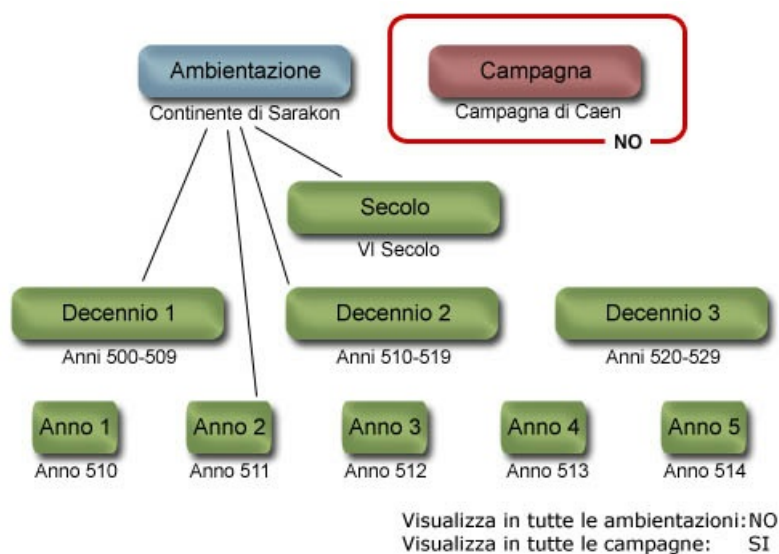 Ambientazione
Continente di Sarakon
Campagna
Campagna di Caen
NO
Secolo
VI Secolo
Decennio 1
Anni 500-509
Decennio 2
Anni 510-519
Decennio 3
Anni 520-529
Anno 1
Anno 510
Anno 2
Anno 511
Anno 3
Anno 512
Anno 4
Anno 513
Anno 5
Anno 514
Visualizza in tutte le ambientazioni: NO
Visualizza in tutte le campagne: SI